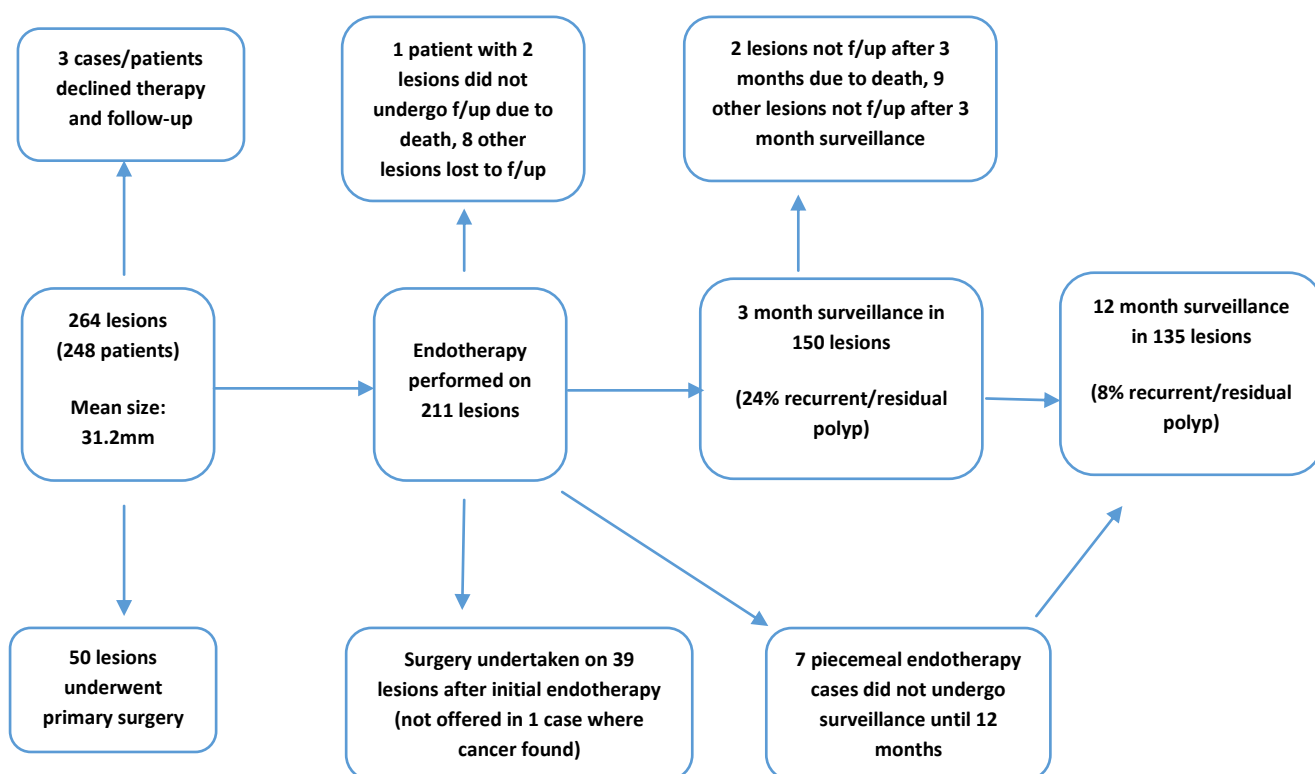 3 cases/patients
declined therapy
and follow-up
1 patient with 2
lesions did not
undergo f/up due to
death, 8 other
lesions lost to f/up
2 lesions not f/up after 3
months due to death, 9
other lesions not f/up after 3
month surveillance
264 lesions
(248 patients)
Mean size:
31.2mm
Endotherapy
performed on
211 lesions
3 month surveillance in
150 lesions
(24% recurrent/residual
polyp)
12 month surveillance
in 135 lesions
(8% recurrent/residual
polyp)
50 lesions
underwent
primary surgery
Surgery undertaken on 39
lesions after initial endotherapy
(not offered in 1 case where
cancer found)
7 piecemeal endotherapy
cases did not undergo
surveillance until 12
months